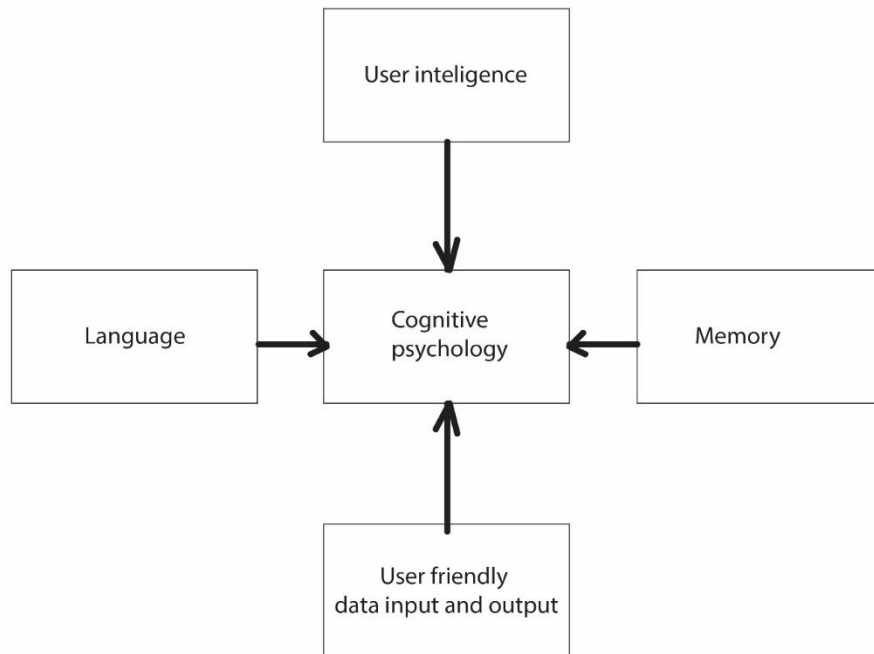 User inteligence
Language
Cognitive
psychology
Memory
User friendly
data input and output